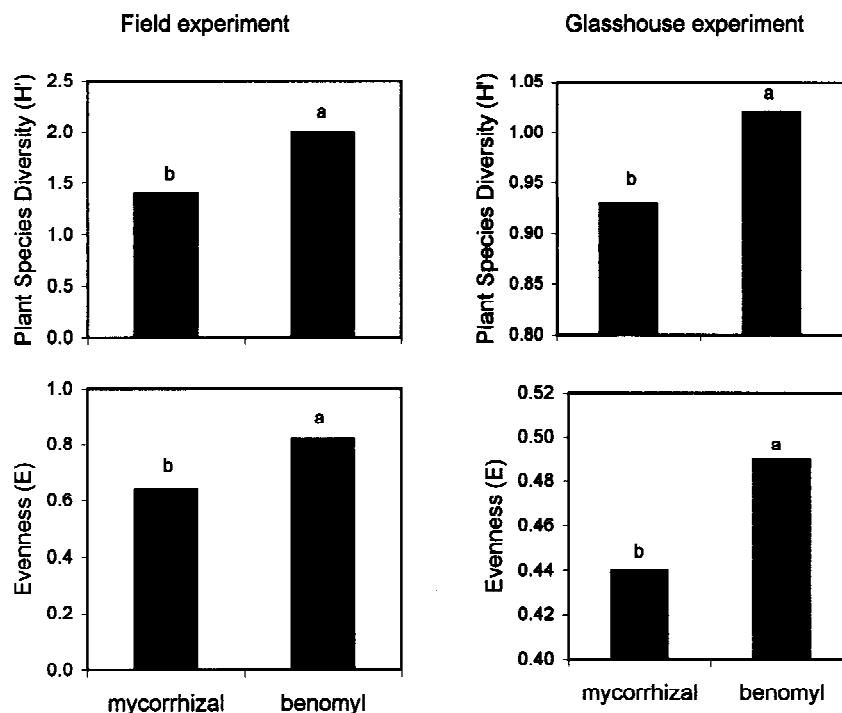 Field experiment
Plant Species Diversity (H')
2.5
2.0
1.5
1.0
0.5
0.0
b
a
Glasshouse experiment
Plant Species Diversity (H')
1.05
1.00
0.95
0.90
0.85
0.80
b
a
Evenness (E)
1.0
0.8
0.6
0.4
0.2
0.0
b
a
mycorrhizal benomyl
Evenness (E)
0.52
0.50
0.48
0.46
0.44
0.42
0.40
b
a
mycorrhizal benomyl